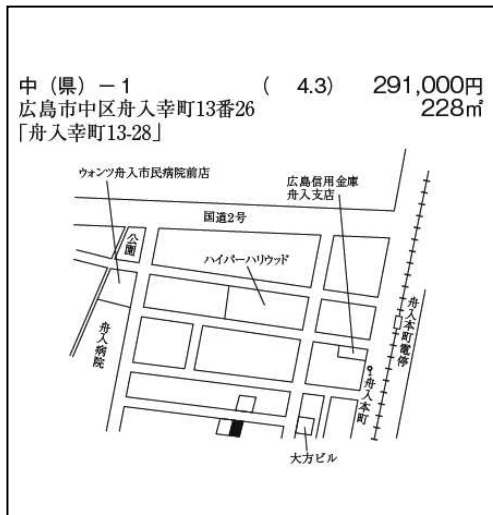 中（県）－1 （ 4.3） 291,000円
広島市中区舟入幸町13番26 228㎡
「舟入幸町13-28」
ウォンツ舟入市民病院前店
広島信用金庫
舟入支店
国道2号
公園
ハイパーハリウッド
舟入病院
舟入本町電停
舟入本町
大方ビル